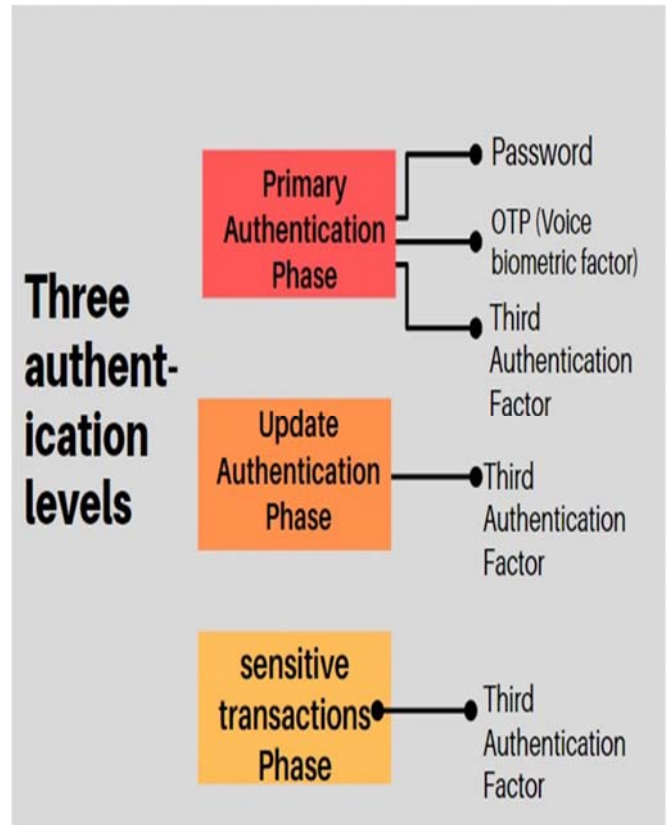 Three
authent-
ication
levels
Primary
Authentication
Phase
Password
OTP (Voice
biometric factor)
Third
Authentication
Factor
Update
Authentication
Phase
Third
Authentication
Factor
sensitive
transactions
Phase
Third
Authentication
Factor